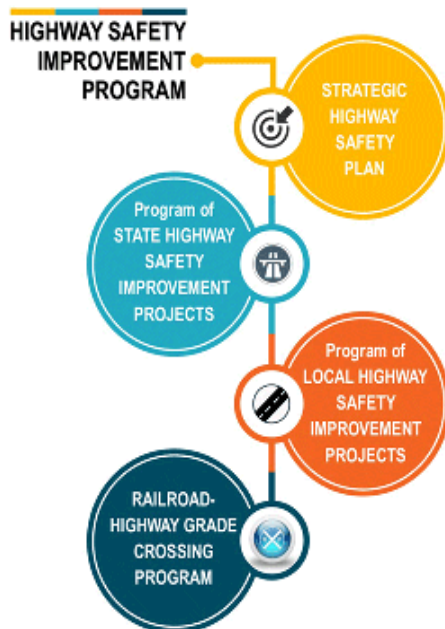 HIGHWAY SAFETY
IMPROVEMENT
PROGRAM
STRATEGIC
HIGHWAY
SAFETY
PLAN
Program of
STATE HIGHWAY
SAFETY
IMPROVEMENT
PROJECTS
Program of
LOCAL HIGHWAY
SAFETY
IMPROVEMENT
PROJECTS
RAILROAD-
HIGHWAY GRADE
CROSSING
PROGRAM